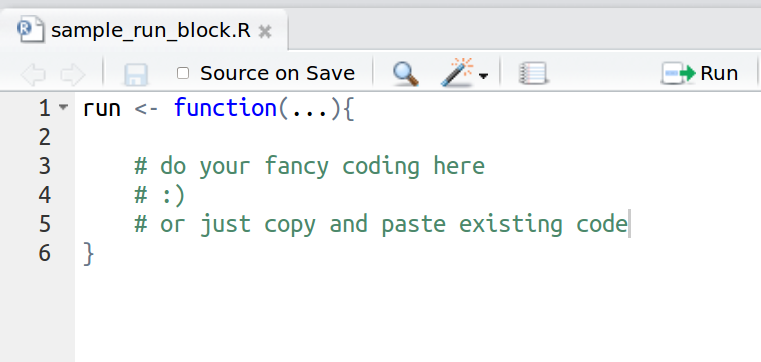 sample_run_block.R
Source on Save
Run
1 run <- function(...){
2
3 # do your fancy coding here
4 # :)
5 # or just copy and paste existing code
6 }